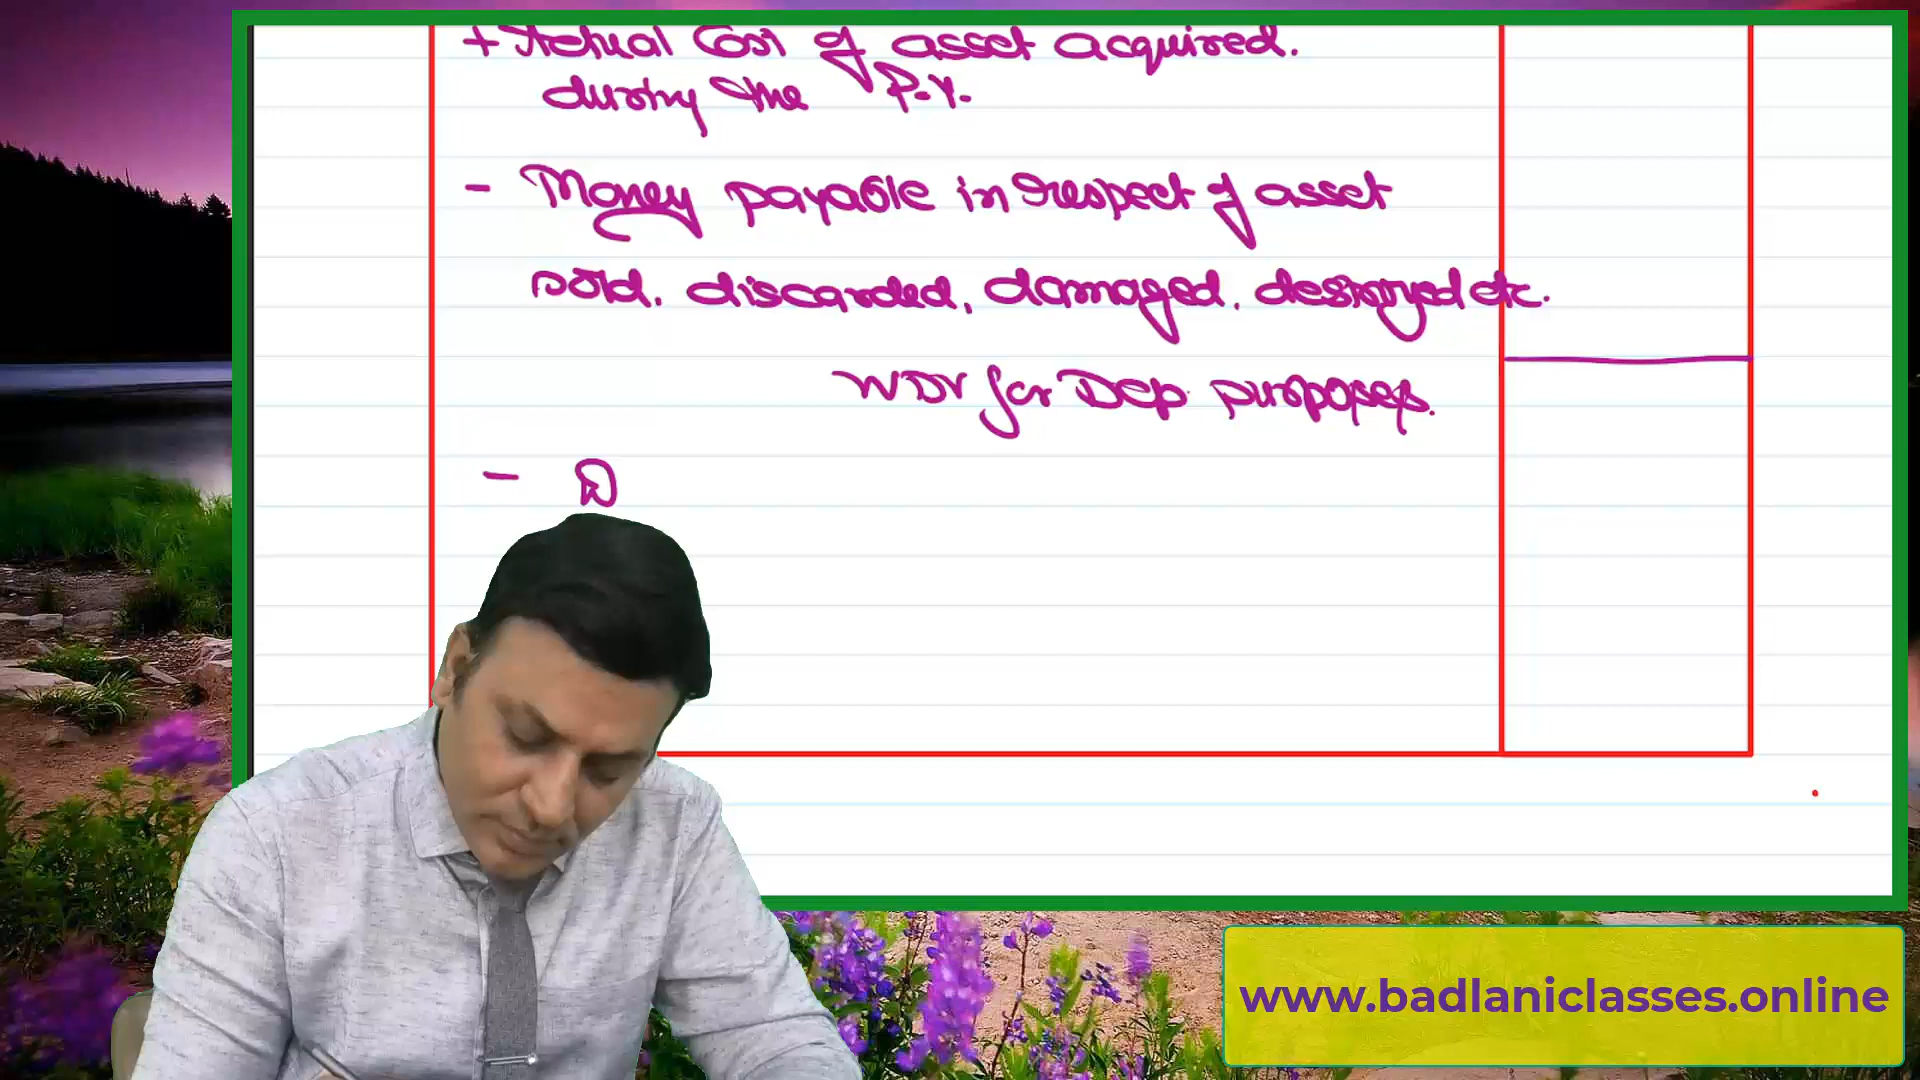 + Actual Cost of asset acquired.
during the P.Y.
- Money payable in respect of asset
sold, discarded, damaged, destroyed etc.
WDV for Dep. purposes.
- D
www.badlaniclasses.online